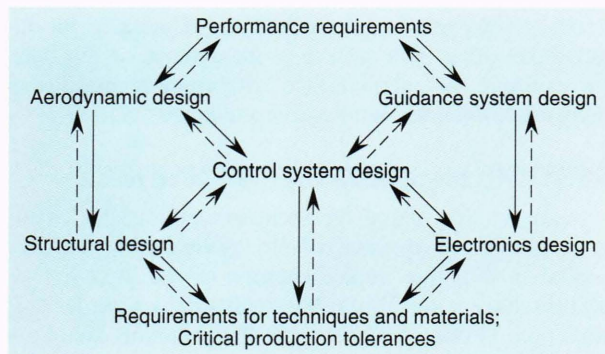 Performance requirements
Aerodynamic design
Guidance system design
Control system design
Structural design
Electronics design
Requirements for techniques and materials;
Critical production tolerances